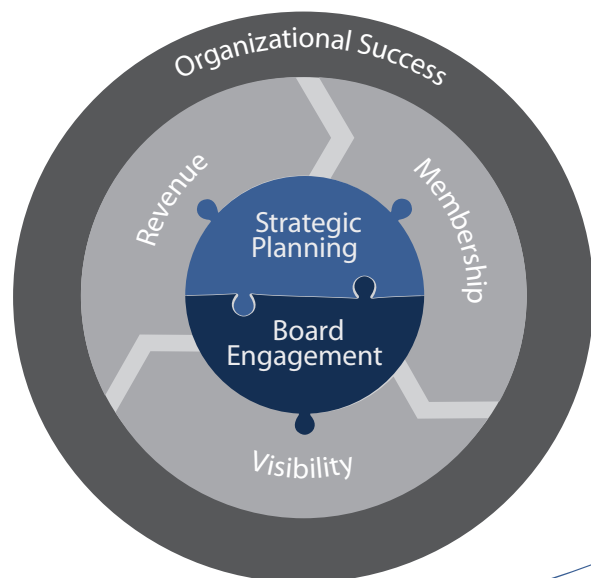 Organizational Success
Revenue
Membership
Strategic
Planning
Board
Engagement
Visibility